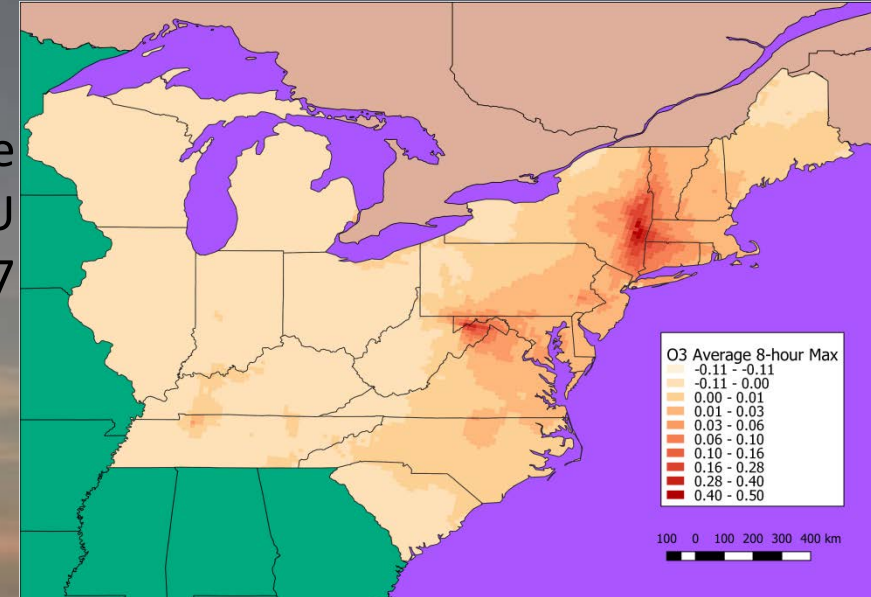 e
U
7
O3 Average 8-hour Max
-0.11 - -0.11
-0.11 - 0.00
0.00 - 0.01
0.01 - 0.03
0.03 - 0.06
0.06 - 0.10
0.10 - 0.16
0.16 - 0.28
0.28 - 0.40
0.40 - 0.50
100 0 100 200 300 400 km